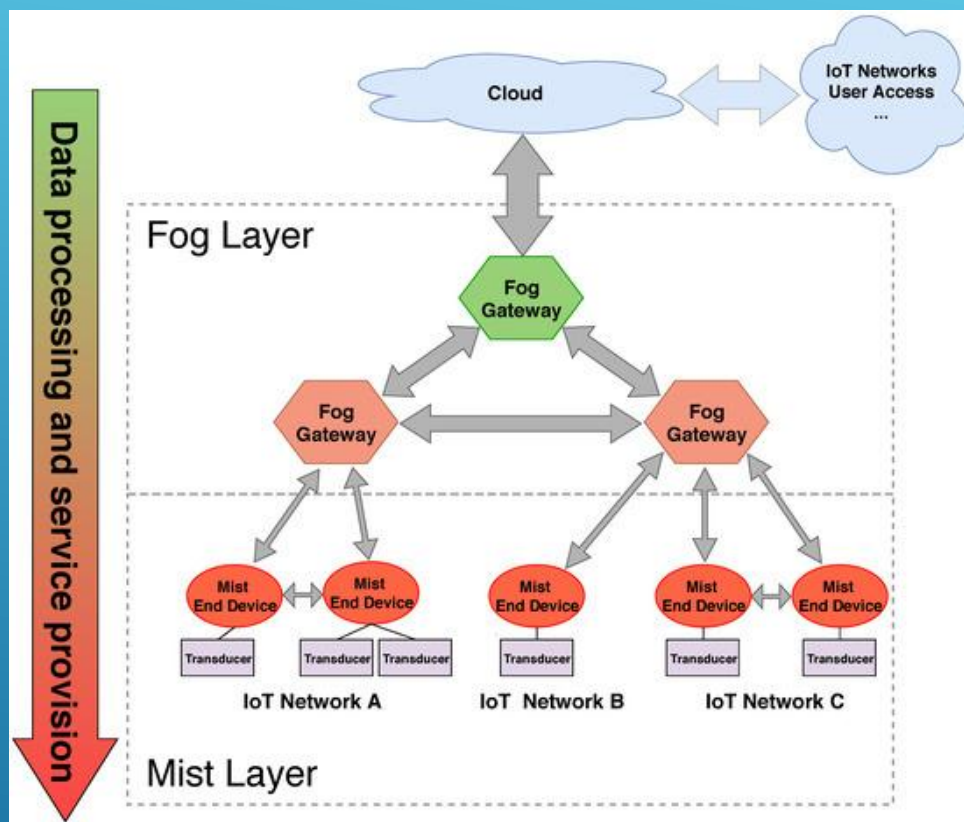 Data processing and service provision
Cloud
IoT Networks
User Access
...
Fog Layer
Fog
Gateway
Fog
Gateway
Fog
Gateway
Mist
End Device
Mist
End Device
Mist
End Device
Mist
End Device
Mist
End Device
Transducer
Transducer
Transducer
Transducer
Transducer
Transducer
IoT Network A
IoT Network B
IoT Network C
Mist Layer